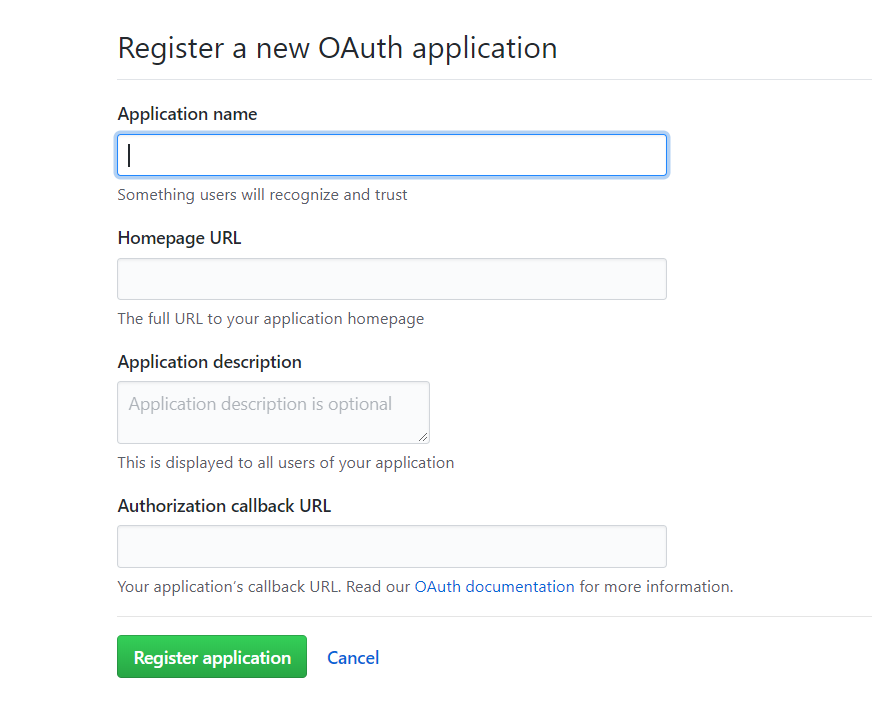 Register a new OAuth application
Application name
Something users will recognize and trust
Homepage URL
The full URL to your application homepage
Application description
Application description is optional
This is displayed to all users of your application
Authorization callback URL
Your application’s callback URL. Read our OAuth documentation for more information.
Register application Cancel